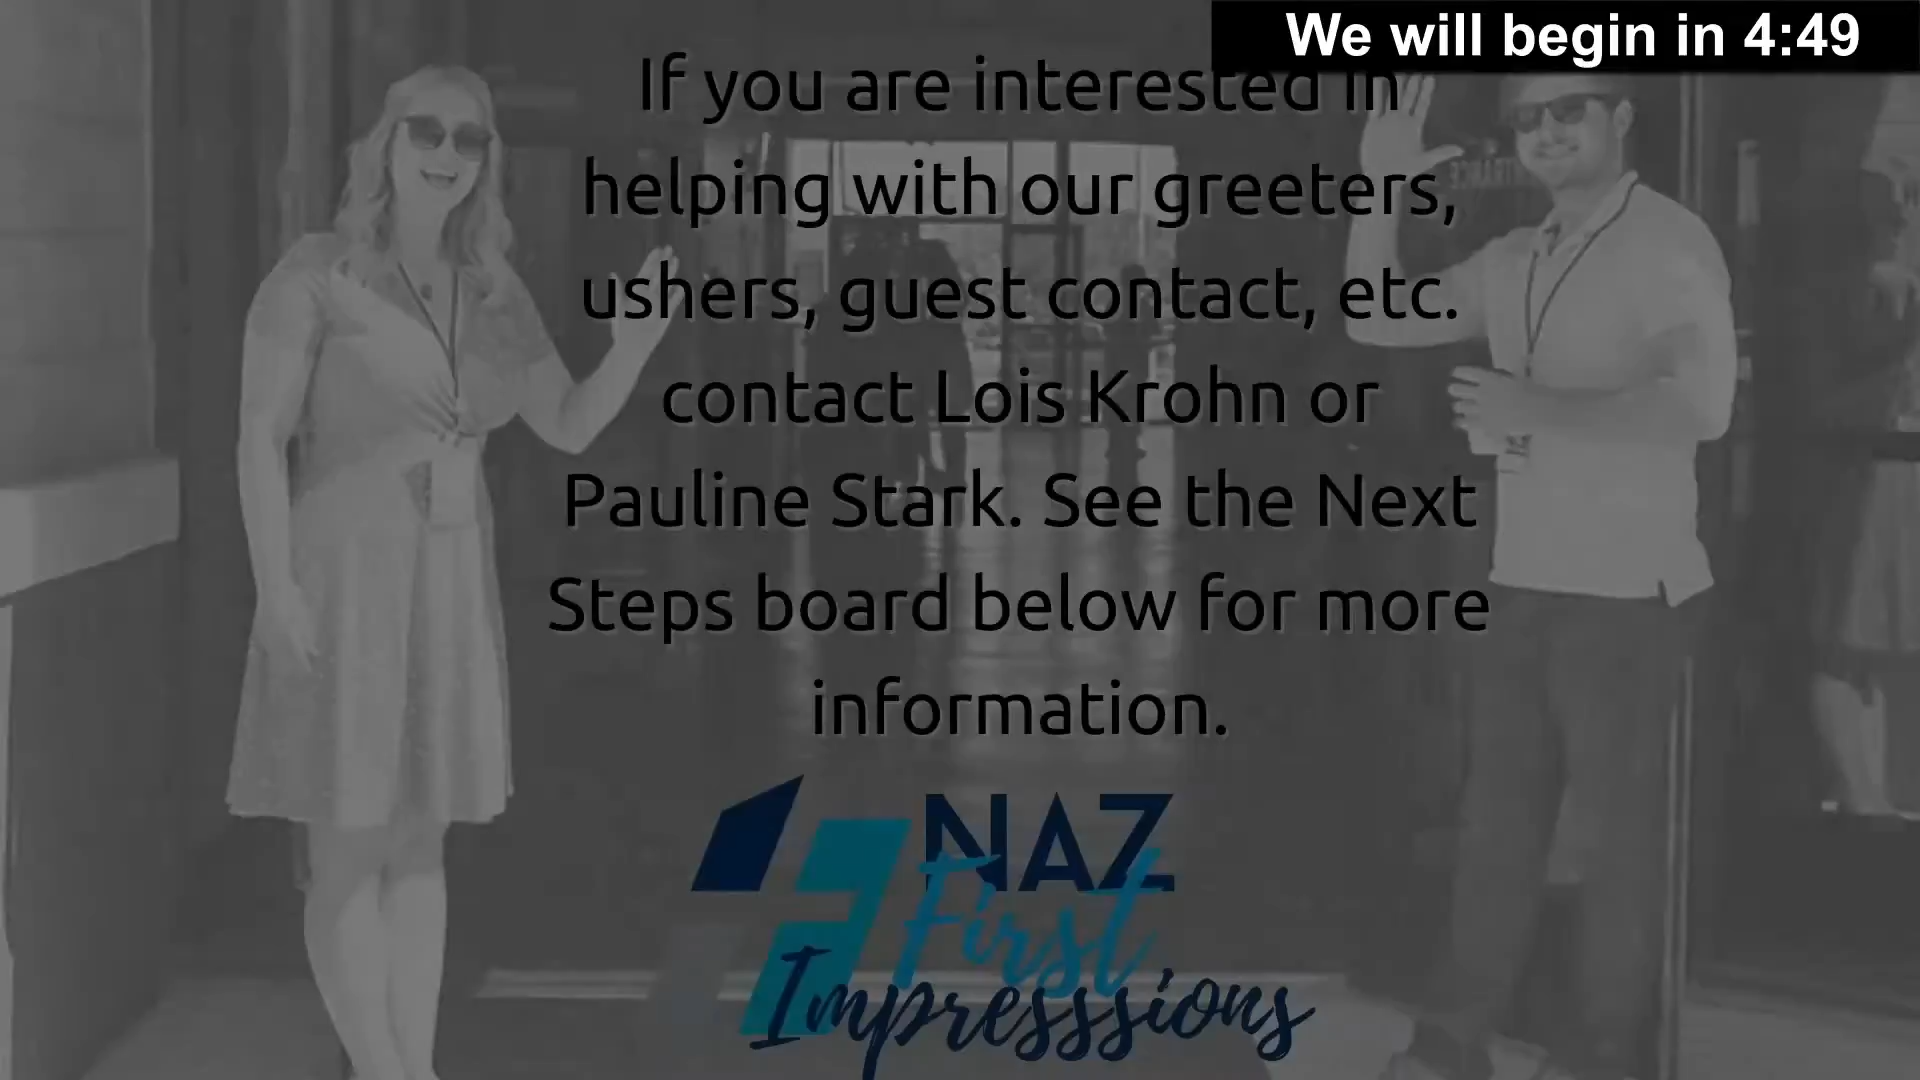 We will begin in 4:49
If you are interested in
helping with our greeters,
ushers, guest contact, etc.
contact Lois Krohn or
Pauline Stark. See the Next
Steps board below for more
information.
NAZ
First
Impresssions